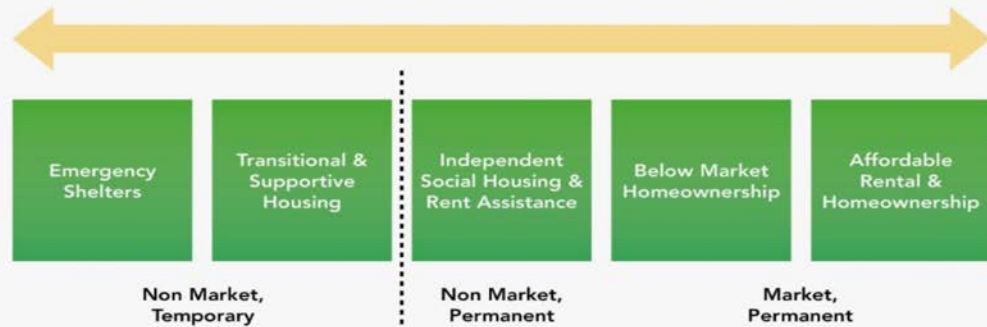 Emergency
Shelters
Transitional &
Supportive
Housing
Independent
Social Housing &
Rent Assistance
Below Market
Homeownership
Affordable
Rental &
Homeownership
Non Market,
Temporary
Non Market,
Permanent
Market,
Permanent